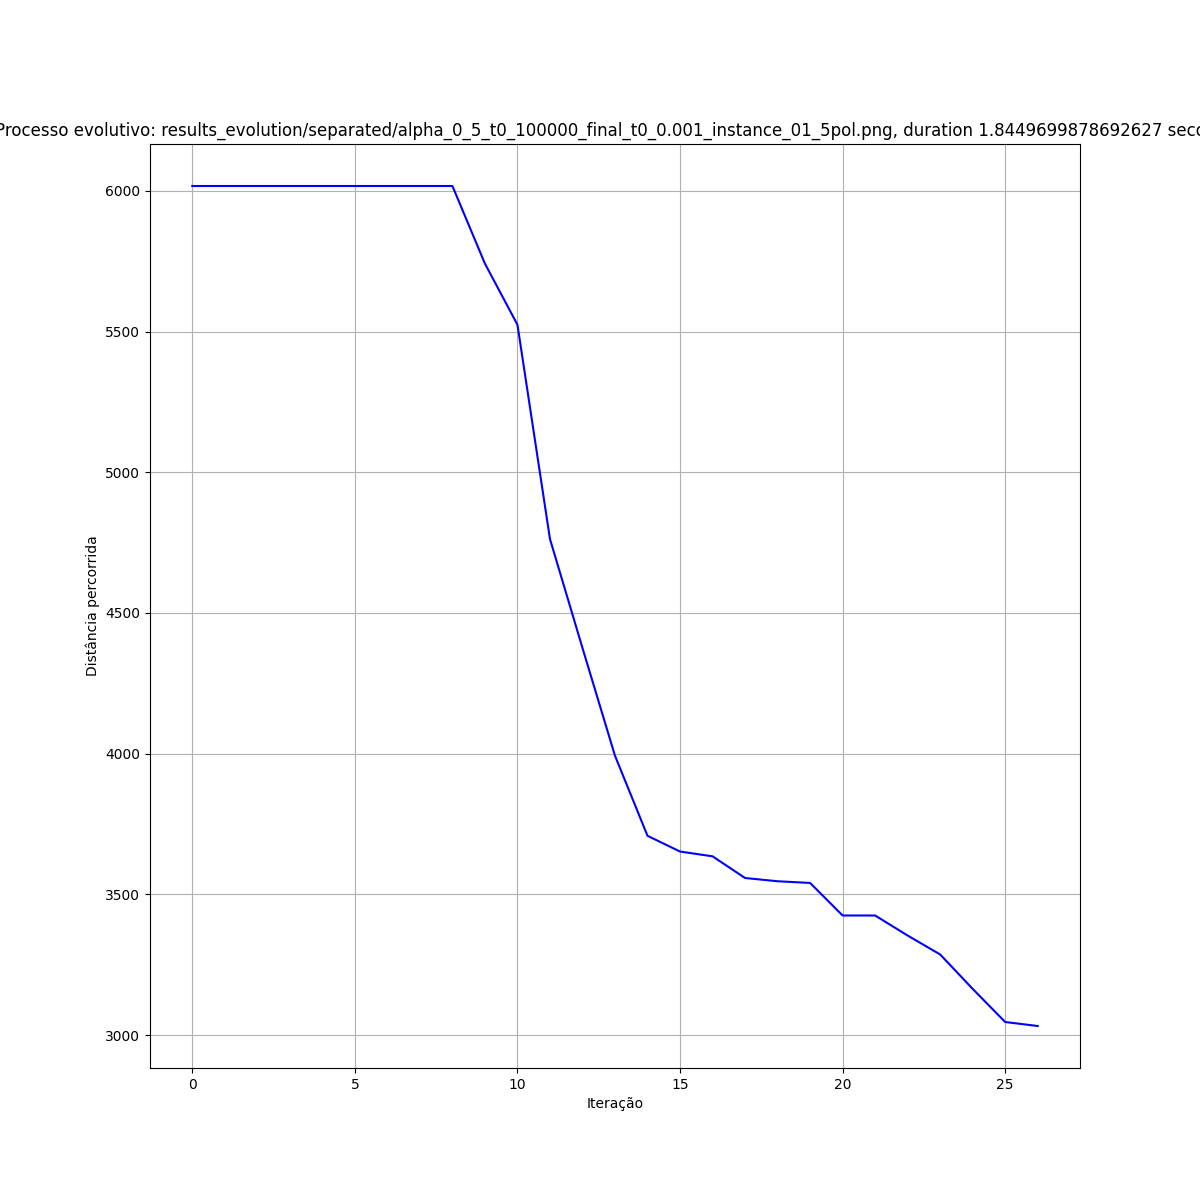 Processo evolutivo: results_evolution/separated/alpha_0_5_t0_100000_final_t0_0.001_instance_01_5pol.png, duration 1.8449699878692627
6000
5500
5000
4500
4000
3500
3000
Distância percorrida
0 5 10 15 20 25
Iteração